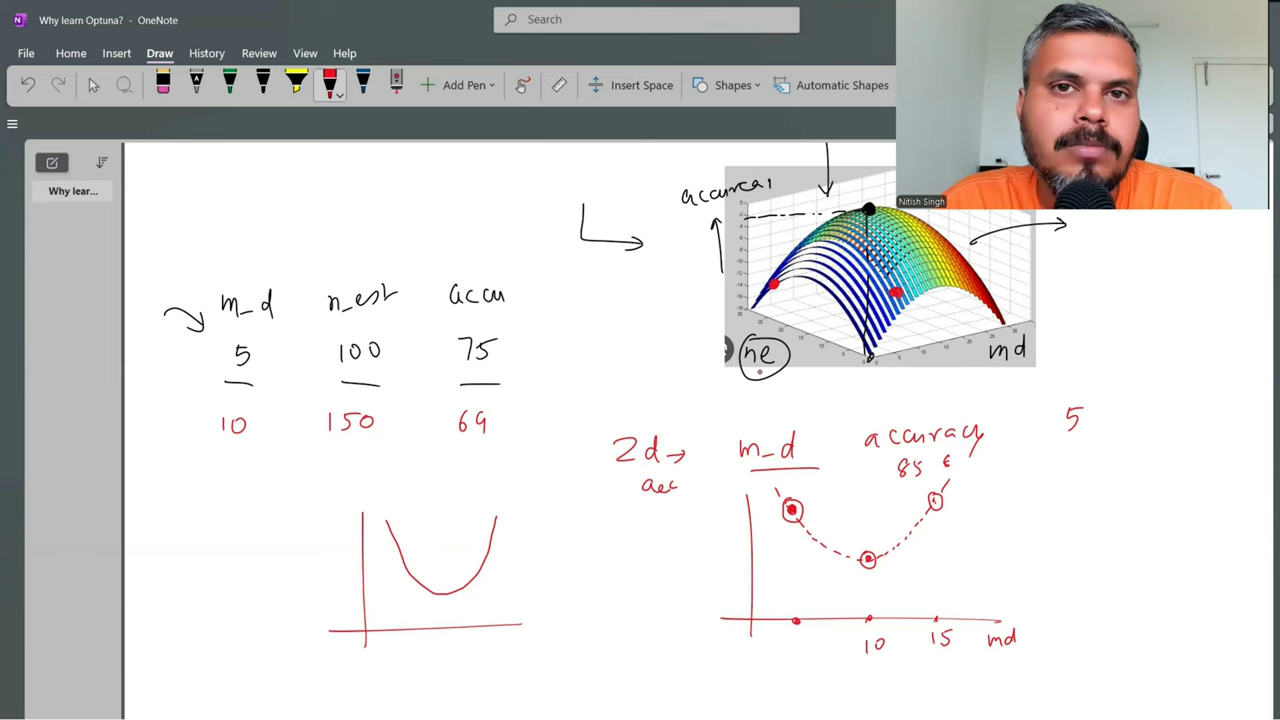 Why learn Optuna? - OneNote
Search
File Home Insert Draw History Review View Help
Add Pen Insert Space Shapes Automatic Shapes
Why lear...
Nitish Singh
accuracy
m_d n_est accu
5 100 75
10 150 69
ne md
2d → m_d accuracy 5
acc 85
10 15 md